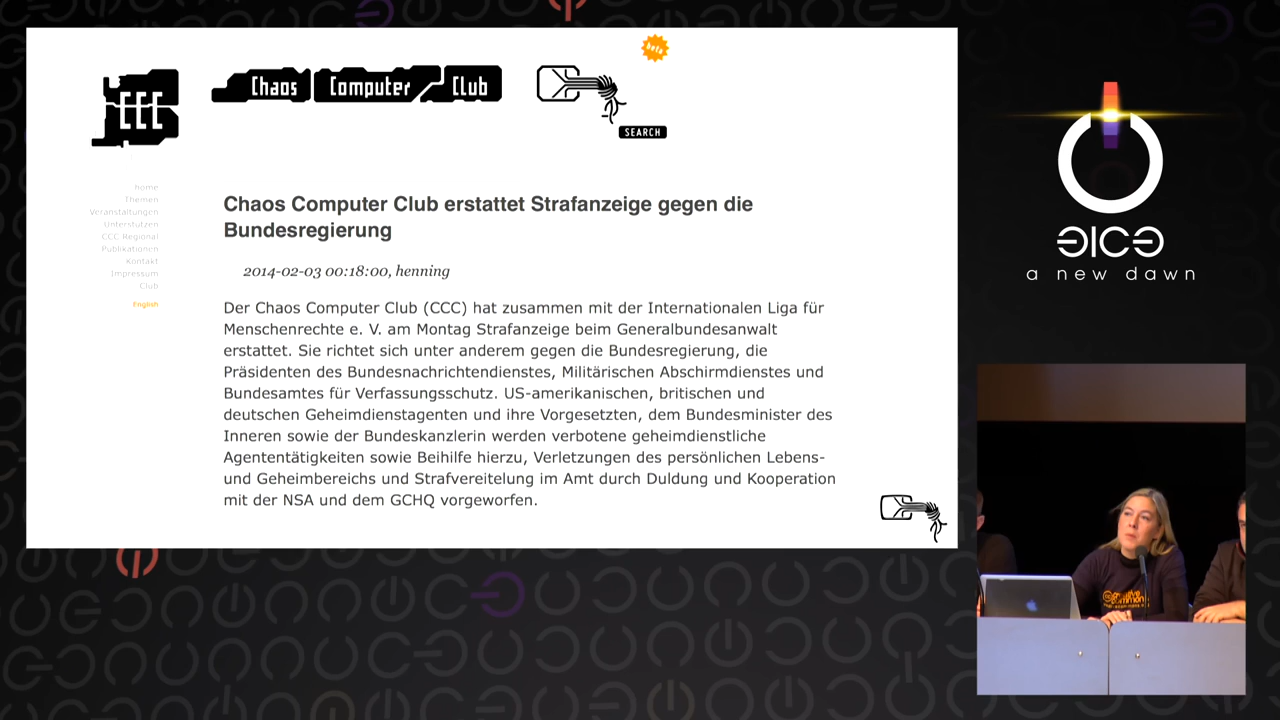 beta
CCC
Chaos Computer Club
SEARCH
home
Themen
Veranstaltungen
Unterstützen
CCC Regional
Publikationen
Kontakt
Impressum
Club
English
Chaos Computer Club erstattet Strafanzeige gegen die
Bundesregierung
2014-02-03 00:18:00, henning
Der Chaos Computer Club (CCC) hat zusammen mit der Internationalen Liga für
Menschenrechte e. V. am Montag Strafanzeige beim Generalbundesanwalt
erstattet. Sie richtet sich unter anderem gegen die Bundesregierung, die
Präsidenten des Bundesnachrichtendienstes, Militärischen Abschirmdienstes und
Bundesamtes für Verfassungsschutz. US-amerikanischen, britischen und
deutschen Geheimdienstagenten und ihre Vorgesetzten, dem Bundesminister des
Inneren sowie der Bundeskanzlerin werden verbotene geheimdienstliche
Agententätigkeiten sowie Beihilfe hierzu, Verletzungen des persönlichen Lebens-
und Geheimbereichs und Strafvereitelung im Amt durch Duldung und Kooperation
mit der NSA und dem GCHQ vorgeworfen.
a new dawn
creative
commons